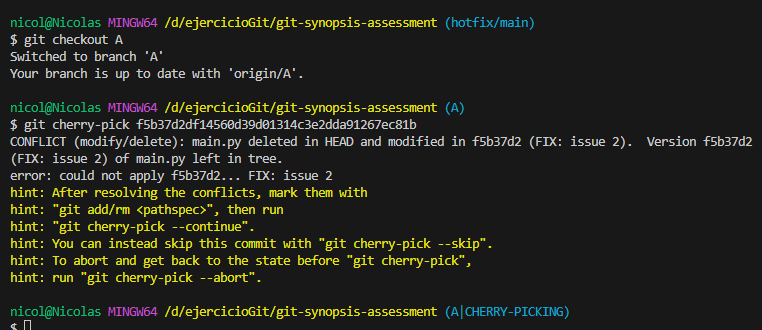 nicol@Nicolas MINGW64 /d/ejercicioGit/git-synopsis-assessment (hotfix/main)
$ git checkout A
Switched to branch 'A'
Your branch is up to date with 'origin/A'.
nicol@Nicolas MINGW64 /d/ejercicioGit/git-synopsis-assessment (A)
$ git cherry-pick f5b37d2df14560d39d01314c3e2dda91267ec81b
CONFLICT (modify/delete): main.py deleted in HEAD and modified in f5b37d2 (FIX: issue 2).  Version f5b37d2
(FIX: issue 2) of main.py left in tree.
error: could not apply f5b37d2... FIX: issue 2
hint: After resolving the conflicts, mark them with
hint: "git add/rm <pathspec>", then run
hint: "git cherry-pick --continue".
hint: You can instead skip this commit with "git cherry-pick --skip".
hint: To abort and get back to the state before "git cherry-pick",
hint: run "git cherry-pick --abort".
nicol@Nicolas MINGW64 /d/ejercicioGit/git-synopsis-assessment (A|CHERRY-PICKING)
$